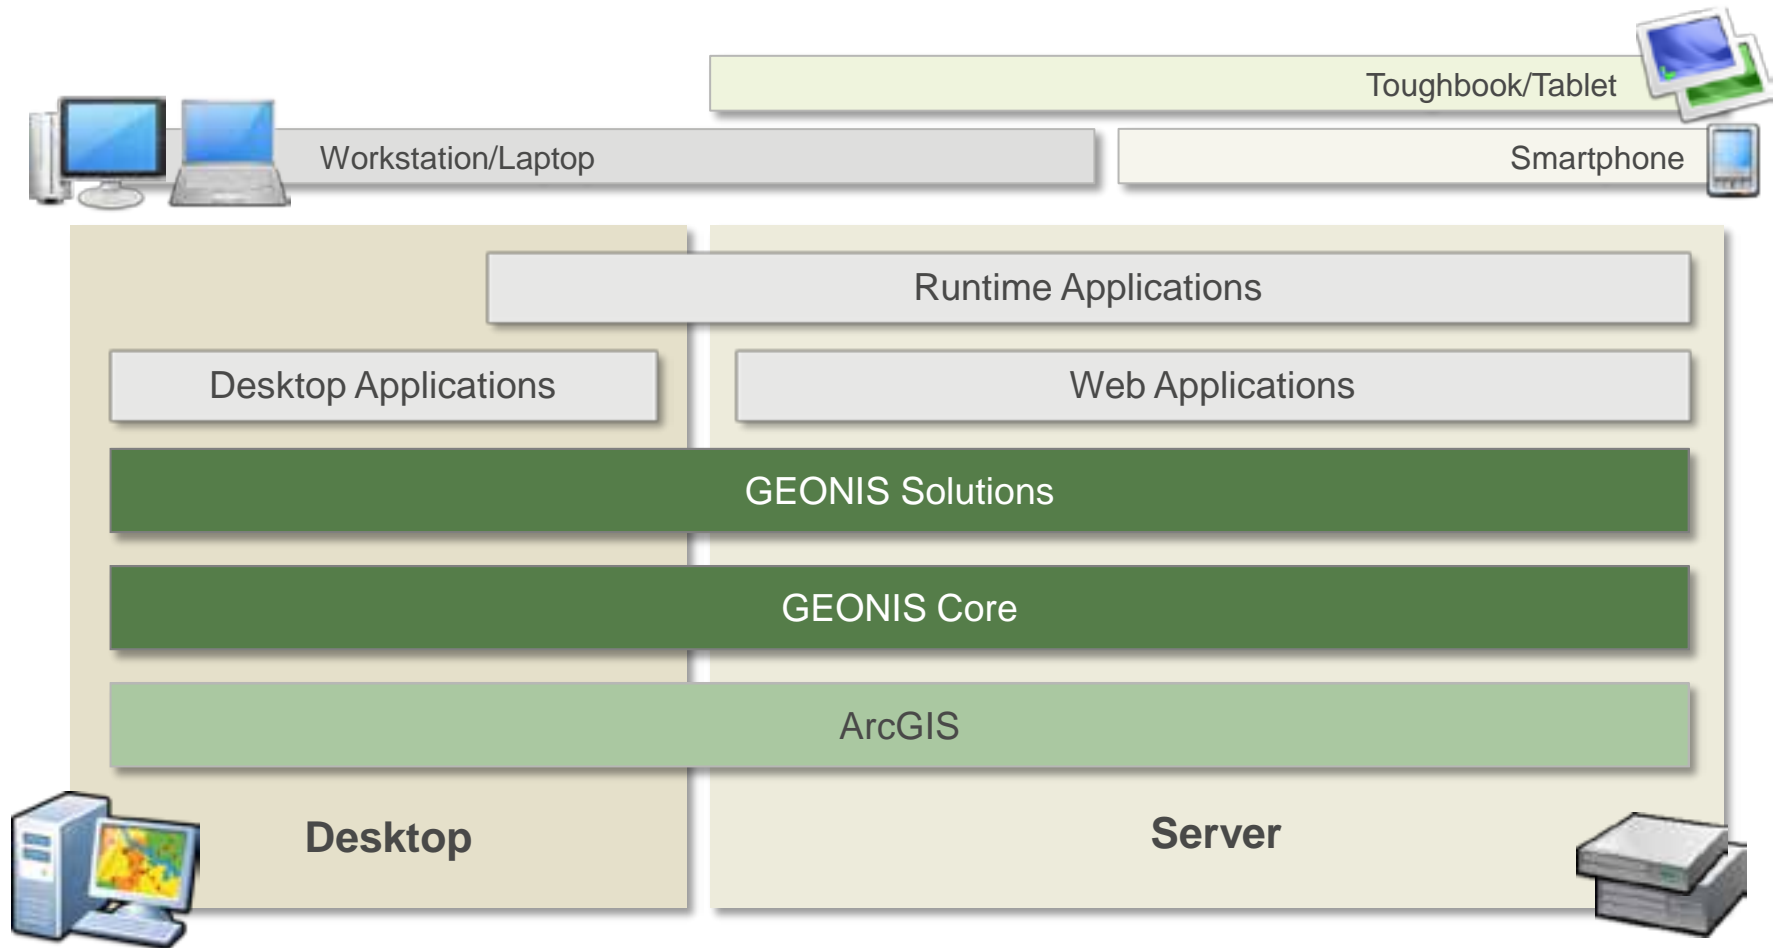 Toughbook/Tablet
Workstation/Laptop
Smartphone
Runtime Applications
Desktop Applications
Web Applications
GEONIS Solutions
GEONIS Core
ArcGIS
Desktop
Server